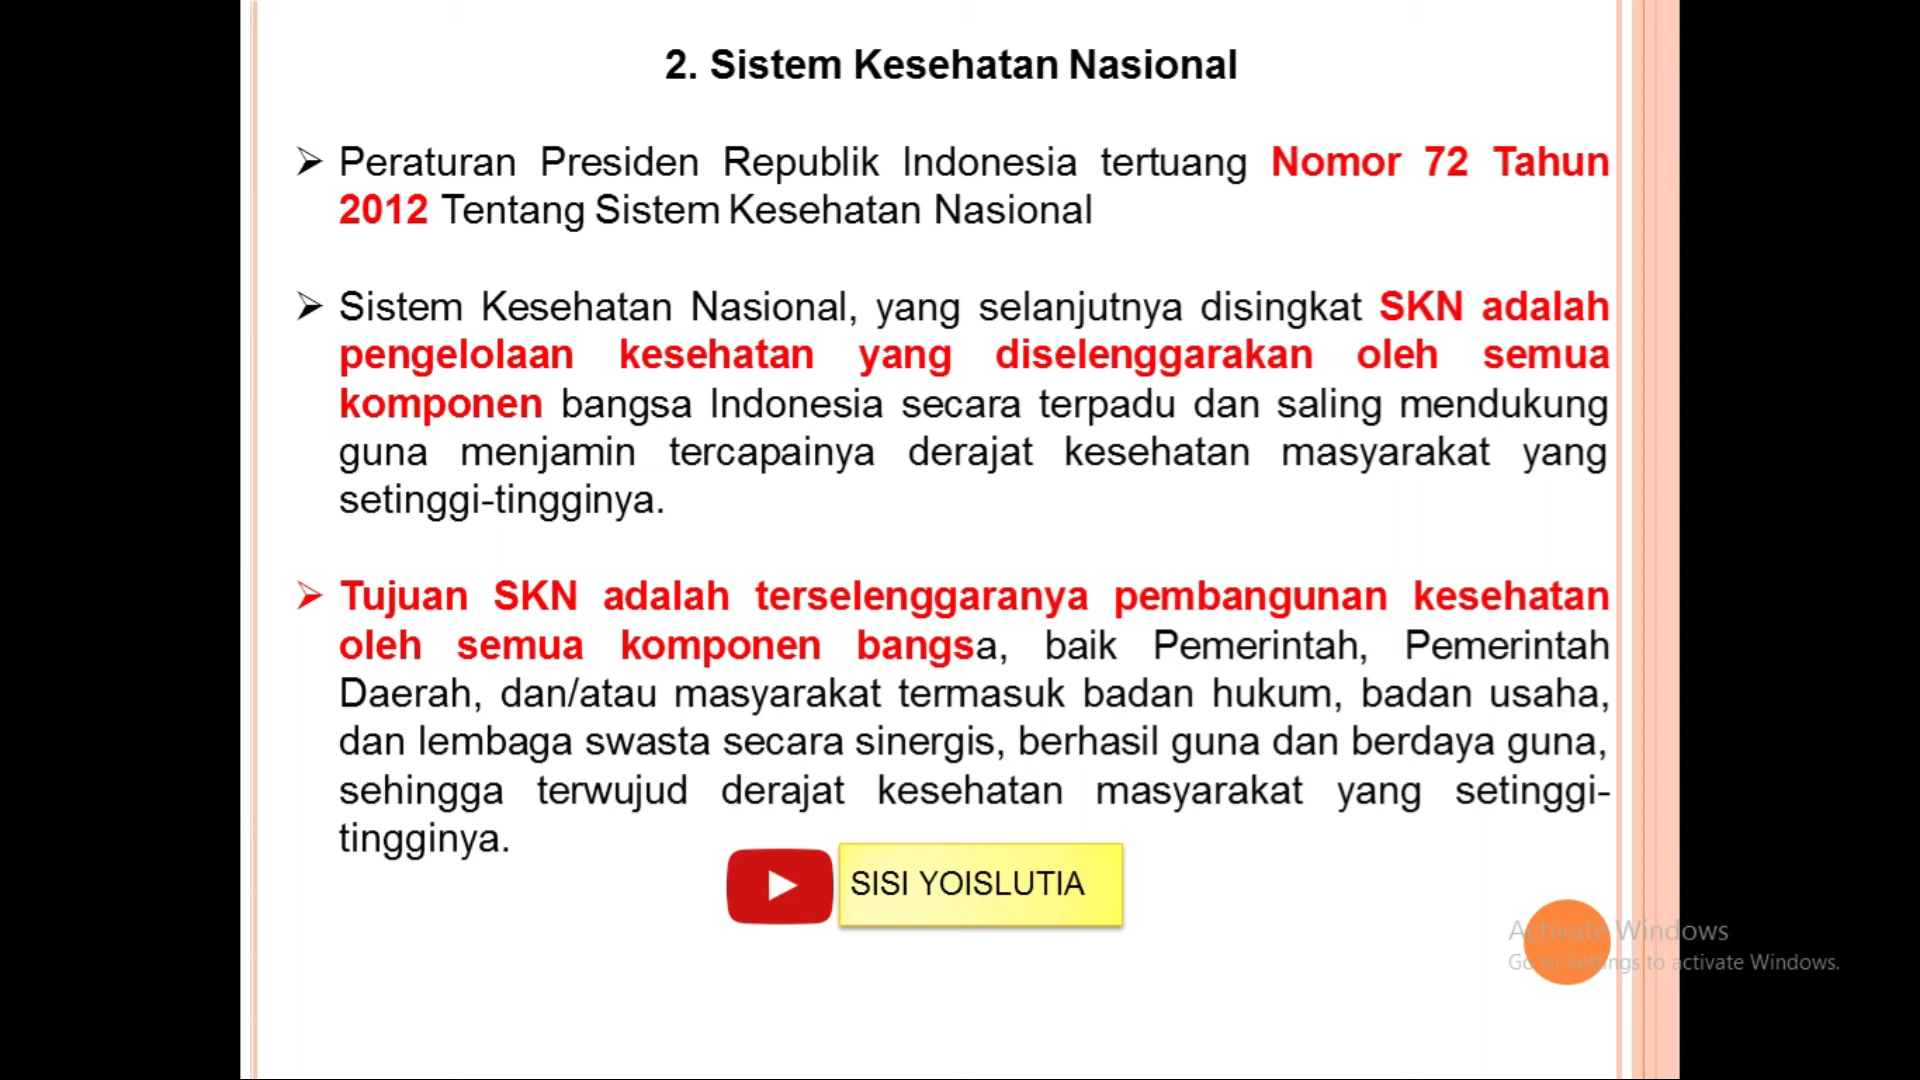 2. Sistem Kesehatan Nasional
Peraturan Presiden Republik Indonesia tertuang Nomor 72 Tahun
2012 Tentang Sistem Kesehatan Nasional
Sistem Kesehatan Nasional, yang selanjutnya disingkat SKN adalah
pengelolaan kesehatan yang diselenggarakan oleh semua
komponen bangsa Indonesia secara terpadu dan saling mendukung
guna menjamin tercapainya derajat kesehatan masyarakat yang
setinggi-tingginya.
Tujuan SKN adalah terselenggaranya pembangunan kesehatan
oleh semua komponen bangsa, baik Pemerintah, Pemerintah
Daerah, dan/atau masyarakat termasuk badan hukum, badan usaha,
dan lembaga swasta secara sinergis, berhasil guna dan berdaya guna,
sehingga terwujud derajat kesehatan masyarakat yang setinggi-
tingginya.
SISI YOISLUTIA
Activate Windows
Go to Settings to activate Windows.